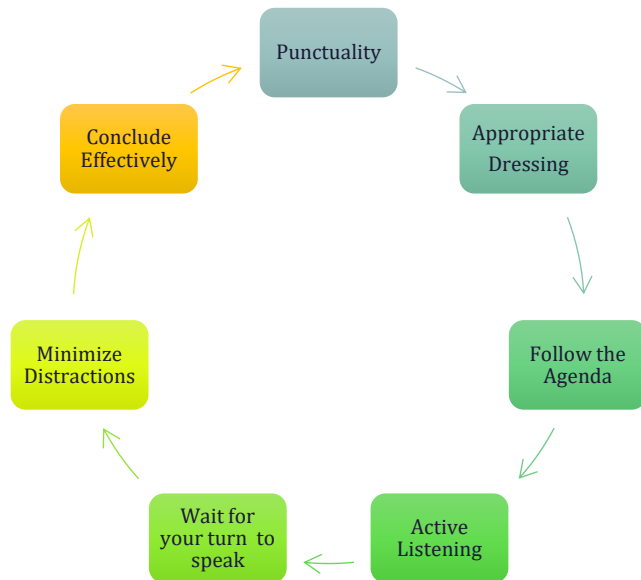 Punctuality
Appropriate
Dressing
Follow the
Agenda
Active
Listening
Wait for
your turn  to
speak
Minimize
Distractions
Conclude
Effectively